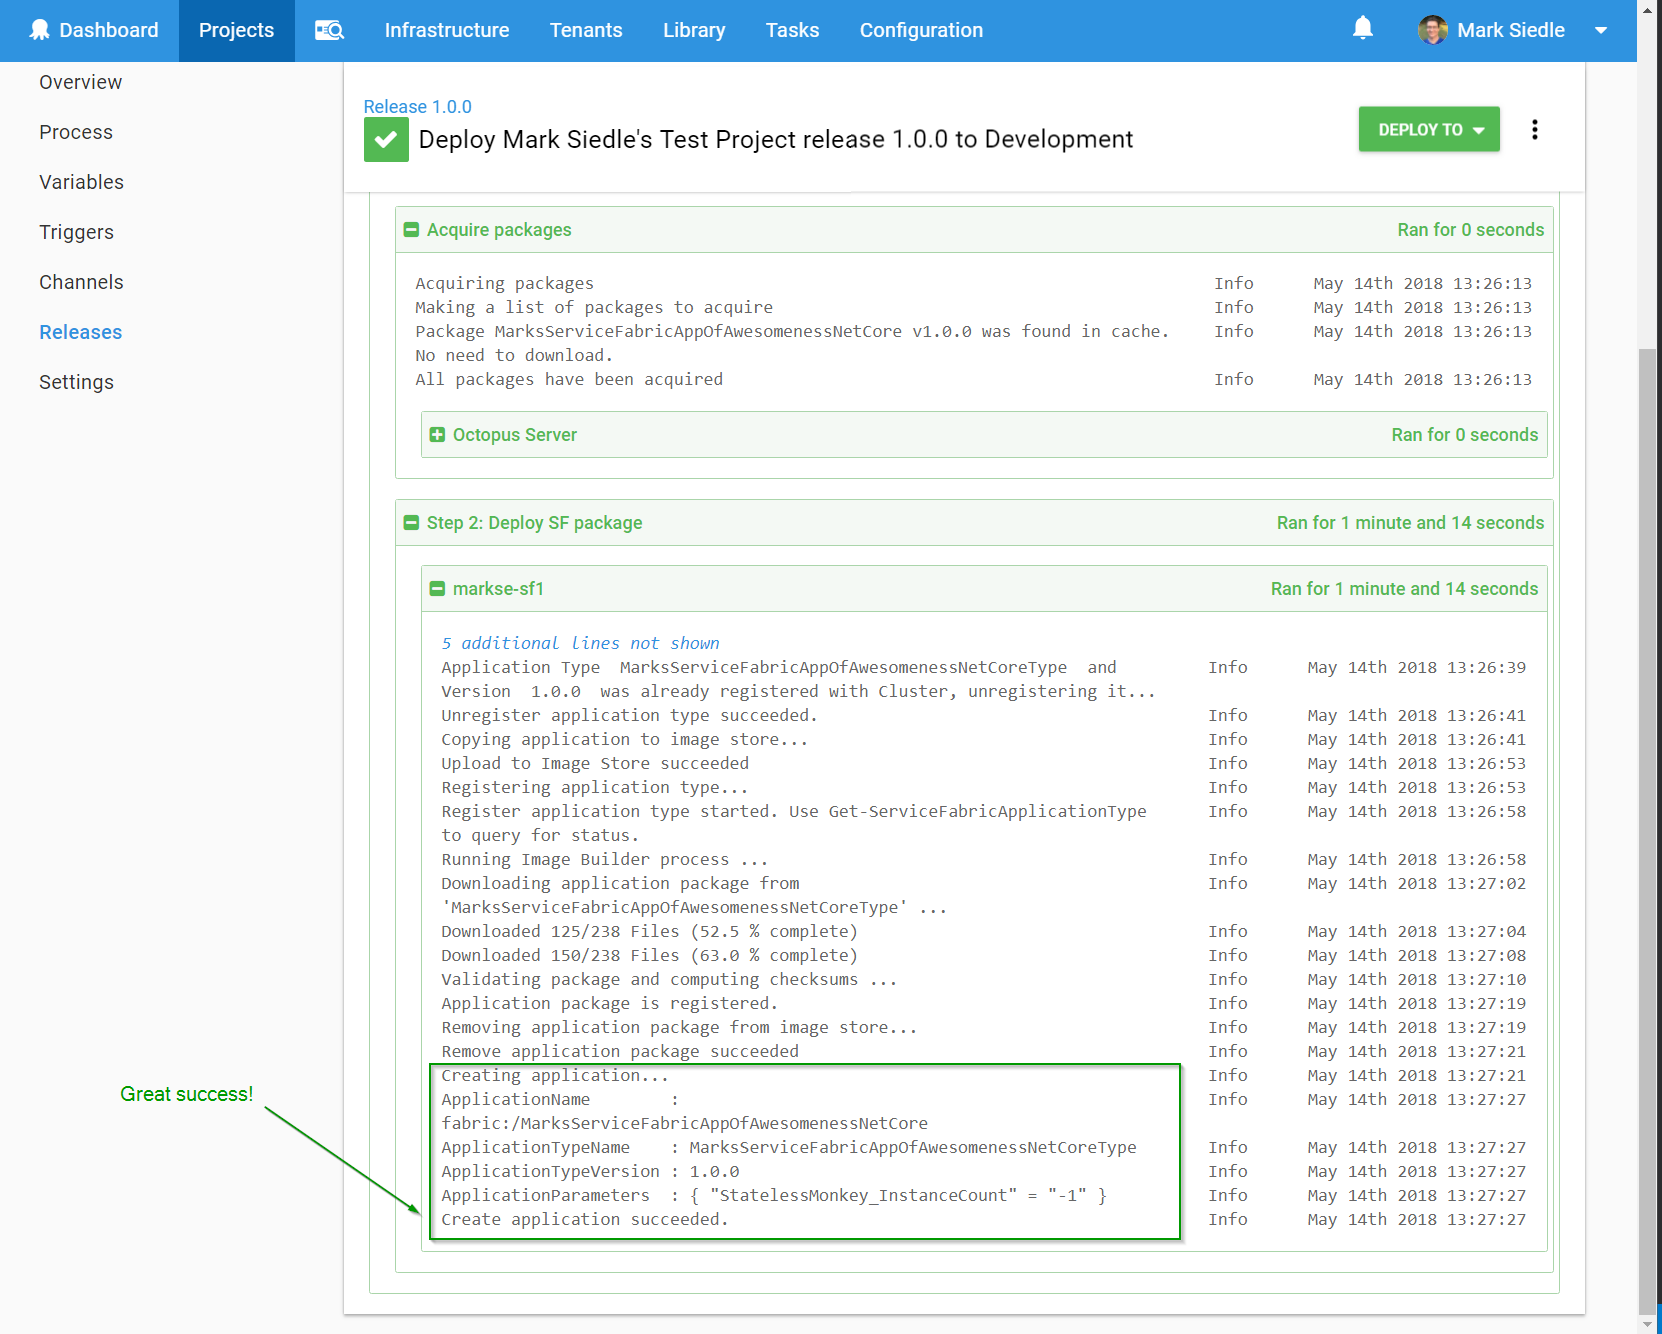 Dashboard Projects Infrastructure Tenants Library Tasks Configuration Mark Siedle
Overview
Process
Variables
Triggers
Channels
Releases
Settings
Release 1.0.0
Deploy Mark Siedle's Test Project release 1.0.0 to Development
DEPLOY TO
Acquire packages Ran for 0 seconds
Acquiring packages Info May 14th 2018 13:26:13
Making a list of packages to acquire Info May 14th 2018 13:26:13
Package MarksServiceFabricAppOfAwesomenessNetCore v1.0.0 was found in cache. Info May 14th 2018 13:26:13
No need to download.
All packages have been acquired Info May 14th 2018 13:26:13
Octopus Server Ran for 0 seconds
Step 2: Deploy SF package Ran for 1 minute and 14 seconds
markse-sf1 Ran for 1 minute and 14 seconds
5 additional lines not shown
Application Type MarksServiceFabricAppOfAwesomenessNetCoreType and Info May 14th 2018 13:26:39
Version 1.0.0 was already registered with Cluster, unregistering it...
Unregister application type succeeded. Info May 14th 2018 13:26:41
Copying application to image store... Info May 14th 2018 13:26:41
Upload to Image Store succeeded Info May 14th 2018 13:26:53
Registering application type... Info May 14th 2018 13:26:53
Register application type started. Use Get-ServiceFabricApplicationType Info May 14th 2018 13:26:58
to query for status.
Running Image Builder process ... Info May 14th 2018 13:26:58
Downloading application package from Info May 14th 2018 13:27:02
'MarksServiceFabricAppOfAwesomenessNetCoreType' ...
Downloaded 125/238 Files (52.5 % complete) Info May 14th 2018 13:27:04
Downloaded 150/238 Files (63.0 % complete) Info May 14th 2018 13:27:08
Validating package and computing checksums ... Info May 14th 2018 13:27:10
Application package is registered. Info May 14th 2018 13:27:19
Removing application package from image store... Info May 14th 2018 13:27:19
Remove application package succeeded Info May 14th 2018 13:27:21
Creating application... Info May 14th 2018 13:27:21
ApplicationName : Info May 14th 2018 13:27:27
fabric:/MarksServiceFabricAppOfAwesomenessNetCore
ApplicationTypeName : MarksServiceFabricAppOfAwesomenessNetCoreType Info May 14th 2018 13:27:27
ApplicationTypeVersion : 1.0.0 Info May 14th 2018 13:27:27
ApplicationParameters : { "StatelessMonkey_InstanceCount" = "-1" } Info May 14th 2018 13:27:27
Create application succeeded. Info May 14th 2018 13:27:27
Great success!